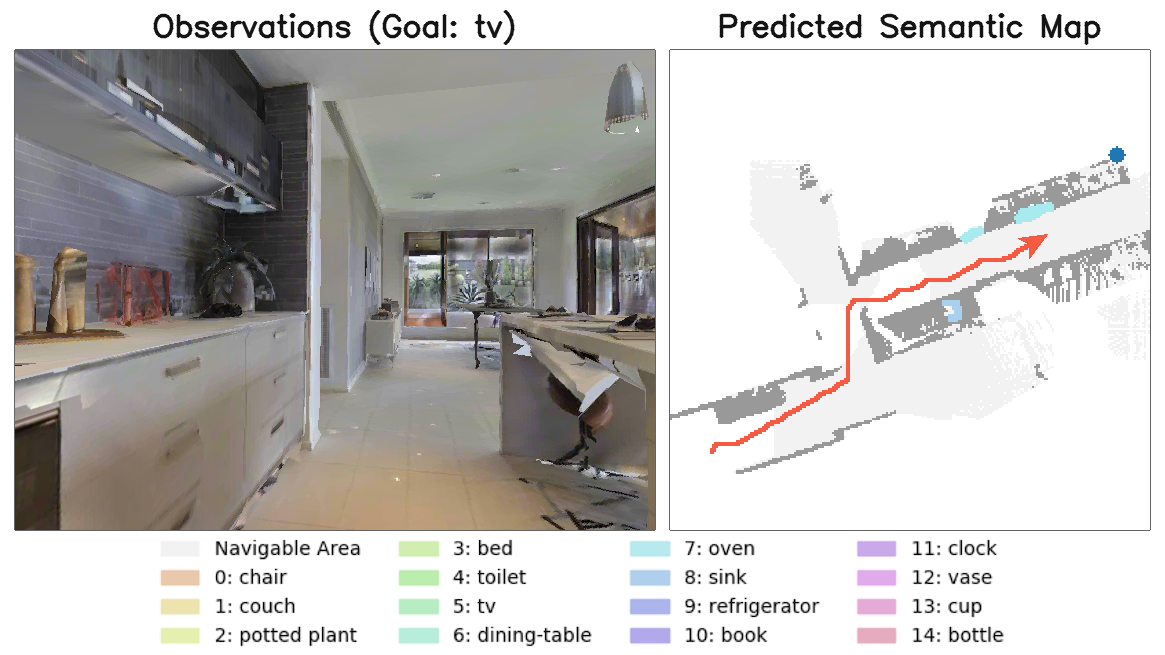 Observations (Goal: tv)
Predicted Semantic Map
Navigable Area
0: chair
1: couch
2: potted plant
3: bed
4: toilet
5: tv
6: dining-table
7: oven
8: sink
9: refrigerator
10: book
11: clock
12: vase
13: cup
14: bottle